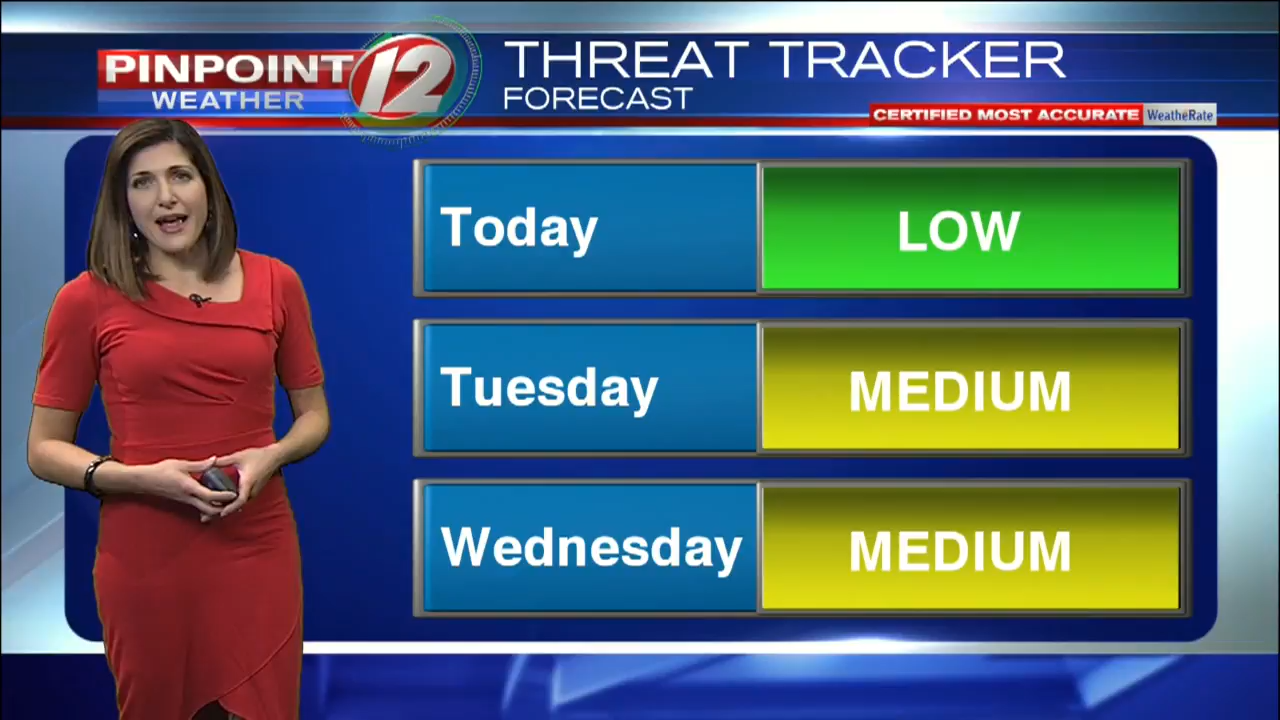 PINPOINT
WEATHER
12
THREAT TRACKER
FORECAST
CERTIFIED MOST ACCURATE WeatheRate
Today LOW
Tuesday MEDIUM
Wednesday MEDIUM